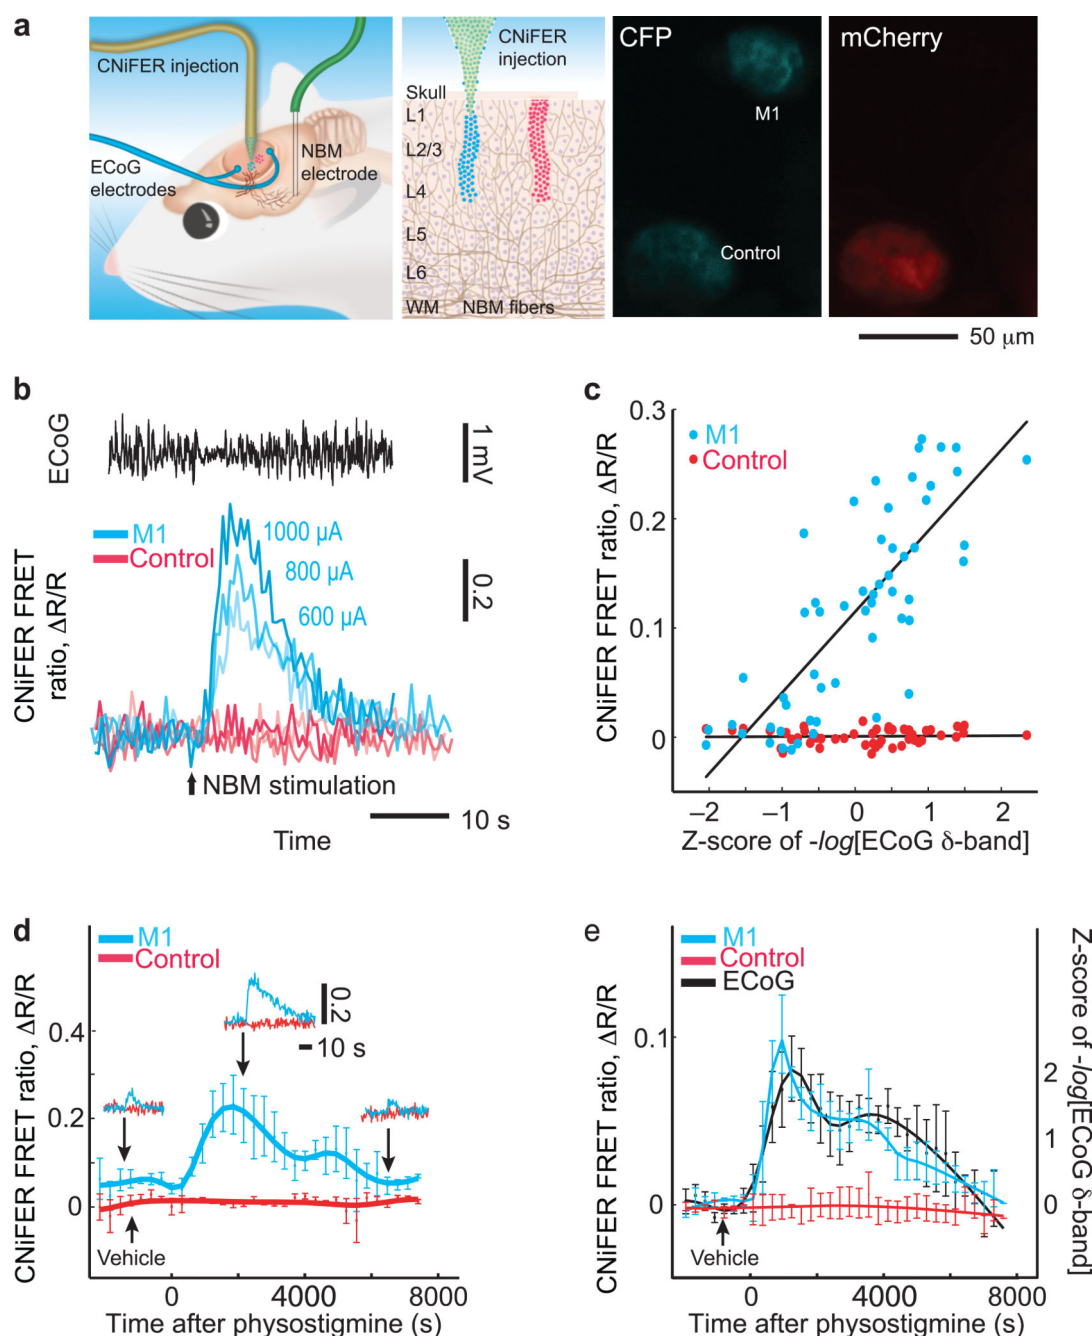 a
CNiFER injection
ECoG
electrodes
NBM
electrode
CNiFER
injection
Skull
L1
L2/3
L4
L5
L6
WM
NBM fibers
CFP
M1
Control
mCherry
50 μm
b
ECoG
1 mV
M1
Control
1000 μA
800 μA
600 μA
0.2
CNiFER FRET
ratio, ΔR/R
NBM stimulation
10 s
Time
c
M1
Control
CNiFER FRET ratio, ΔR/R
0.3
0.2
0.1
0
–2
–1
0
1
2
Z-score of -log[ECoG δ-band]
d
M1
Control
0.2
10 s
CNiFER FRET ratio, ΔR/R
0.4
0.2
0
Vehicle
0
4000
8000
Time after physostigmine (s)
e
M1
Control
ECoG
CNiFER FRET ratio, ΔR/R
0.1
0
Vehicle
2
1
0
Z-score of -log[ECoG δ-band]
0
4000
8000
Time after physostigmine (s)